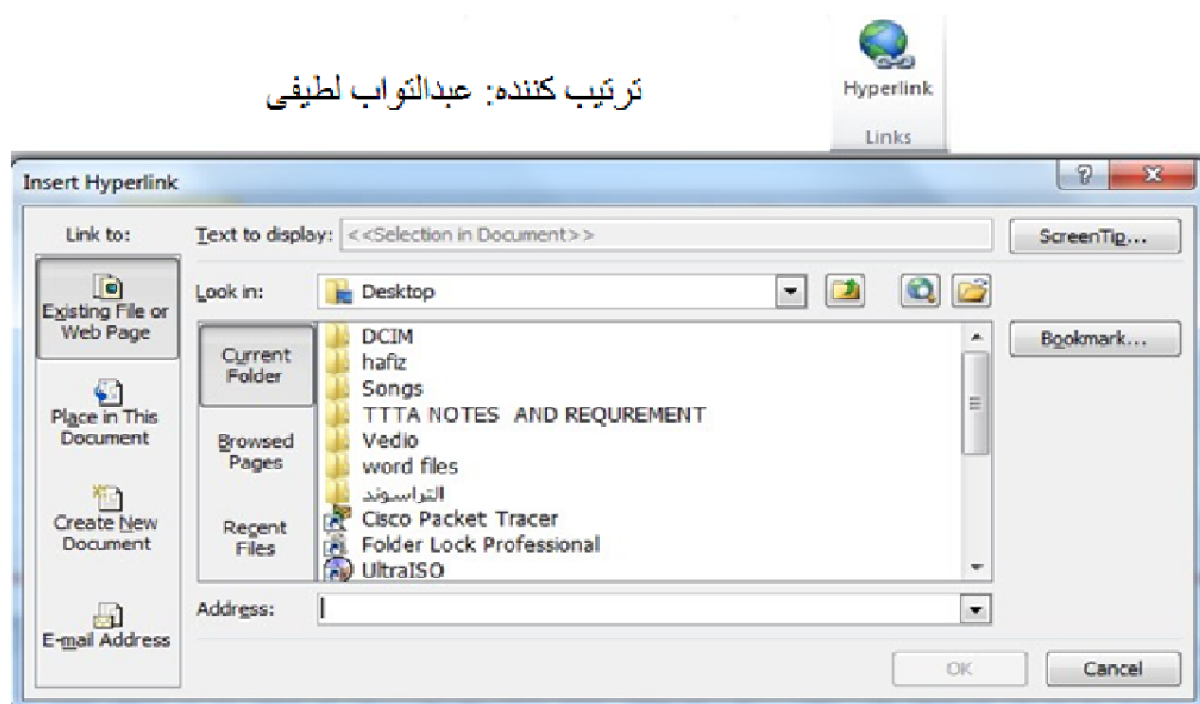 ترتیب کننده: عبدالتواب لطیفی
Hyperlink
Links
Insert Hyperlink
Link to:
Text to display: <<Selection in Document>>
ScreenTip...
Existing File or
Web Page
Look in: Desktop
Bookmark...
Current
Folder
Browsed
Pages
Recent
Files
DCIM
hafiz
Songs
TTTA NOTES AND REQUREMENT
Vedio
word files
التراسوند
Cisco Packet Tracer
Folder Lock Professional
UltraISO
Place in This
Document
Create New
Document
E-mail Address
Address:
OK
Cancel